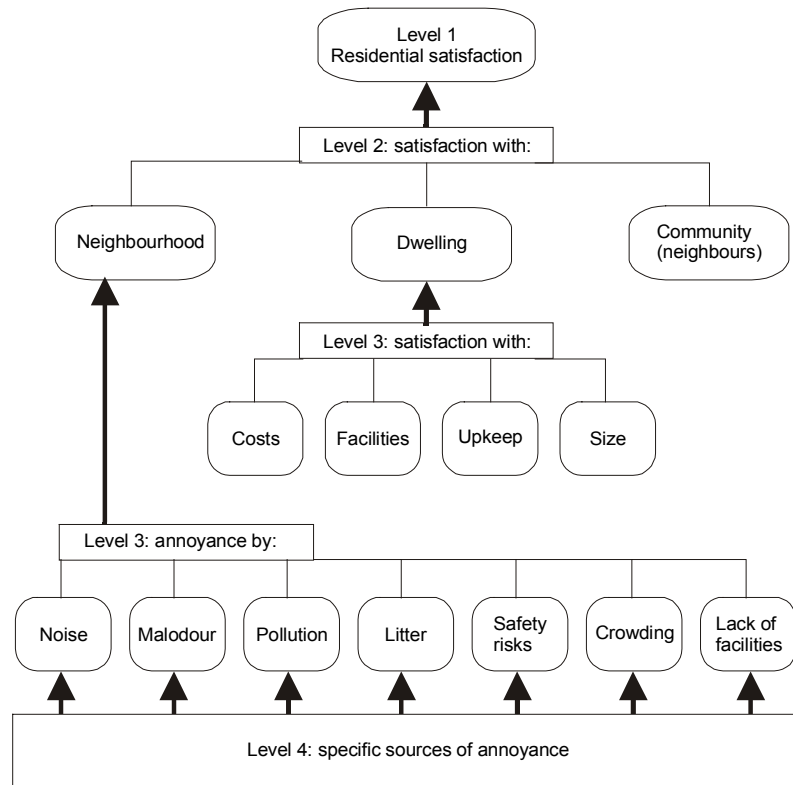 Level 1
Residential satisfaction
Level 2: satisfaction with:
Neighbourhood
Dwelling
Community
(neighbours)
Level 3: satisfaction with:
Costs
Facilities
Upkeep
Size
Level 3: annoyance by:
Noise
Malodour
Pollution
Litter
Safety
risks
Crowding
Lack of
facilities
Level 4: specific sources of annoyance